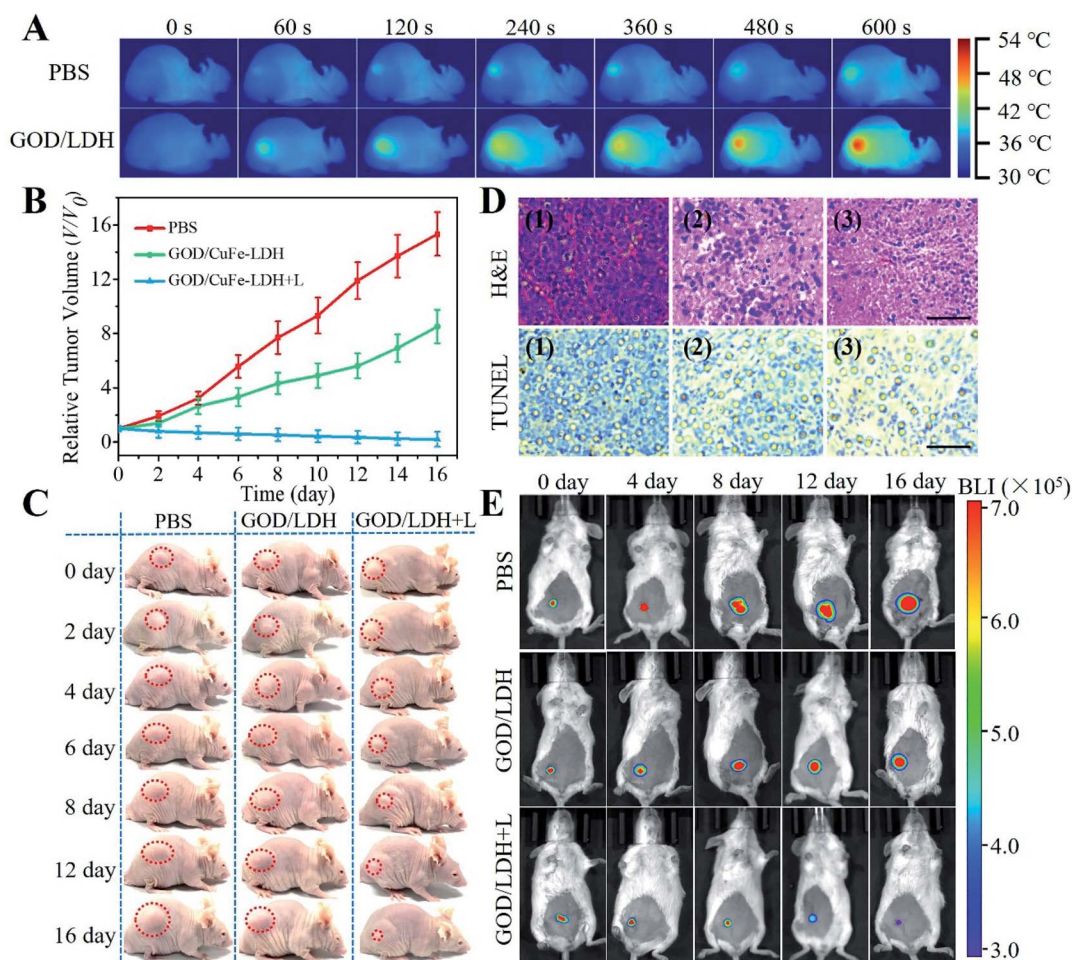 A
0 s 60 s 120 s 240 s 360 s 480 s 600 s
PBS
GOD/LDH
54 °C
48 °C
42 °C
36 °C
30 °C
B
Relative Tumor Volume (V/V0)
16
12
8
4
0
PBS
GOD/CuFe-LDH
GOD/CuFe-LDH+L
0 2 4 6 8 10 12 14 16
Time (day)
C
PBS GOD/LDH GOD/LDH+L
0 day
2 day
4 day
6 day
8 day
12 day
16 day
D
H&E
(1) (2) (3)
TUNEL
(1) (2) (3)
E
0 day 4 day 8 day 12 day 16 day BLI (×10⁵)
PBS
GOD/LDH
GOD/LDH+L
7.0
6.0
5.0
4.0
3.0